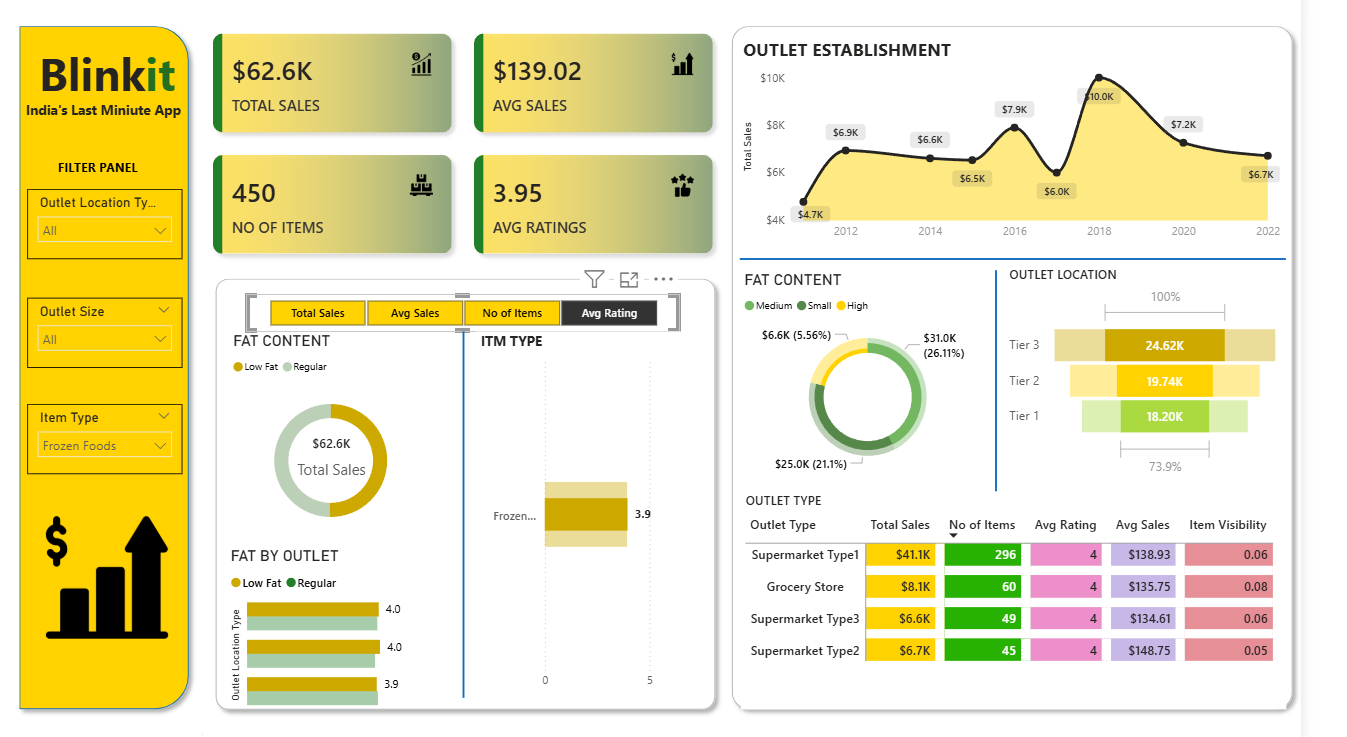 Blinkit
India's Last Miniute App
FILTER PANEL
Outlet Location Ty...
All
Outlet Size
All
Item Type
Frozen Foods
$62.6K
TOTAL SALES
$139.02
AVG SALES
450
NO OF ITEMS
3.95
AVG RATINGS
Total Sales
Avg Sales
No of Items
Avg Rating
FAT CONTENT
Low Fat
Regular
$62.6K
Total Sales
FAT BY OUTLET
Low Fat
Regular
Outlet Location Type
4.0
4.0
3.9
ITM TYPE
Frozen...
3.9
0
5
OUTLET ESTABLISHMENT
Total Sales
$10K
$8K
$6K
$4K
$4.7K
$6.9K
$6.6K
$6.5K
$7.9K
$6.0K
$10.0K
$7.2K
$6.7K
2012
2014
2016
2018
2020
2022
FAT CONTENT
Medium
Small
High
$6.6K (5.56%)
$31.0K
(26.11%)
$25.0K (21.1%)
OUTLET LOCATION
100%
Tier 3
24.62K
Tier 2
19.74K
Tier 1
18.20K
73.9%
OUTLET TYPE
Outlet Type Total Sales No of Items Avg Rating Avg Sales Item Visibility
Supermarket Type1 $41.1K 296 4 $138.93 0.06
Grocery Store $8.1K 60 4 $135.75 0.08
Supermarket Type3 $6.6K 49 4 $134.61 0.06
Supermarket Type2 $6.7K 45 4 $148.75 0.05